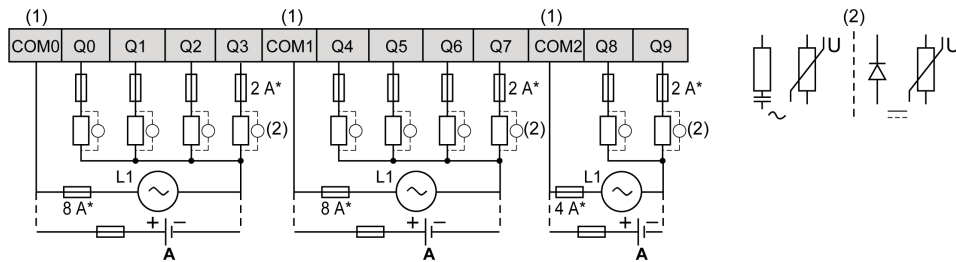 (1) (1) (1) (2)
COM0 Q0 Q1 Q2 Q3 COM1 Q4 Q5 Q6 Q7 COM2 Q8 Q9
U U
2 A* 2 A* 2 A*
(2) (2) (2)
L1 L1 L1
8 A* 8 A* 4 A*
+ − + − + −
A A A